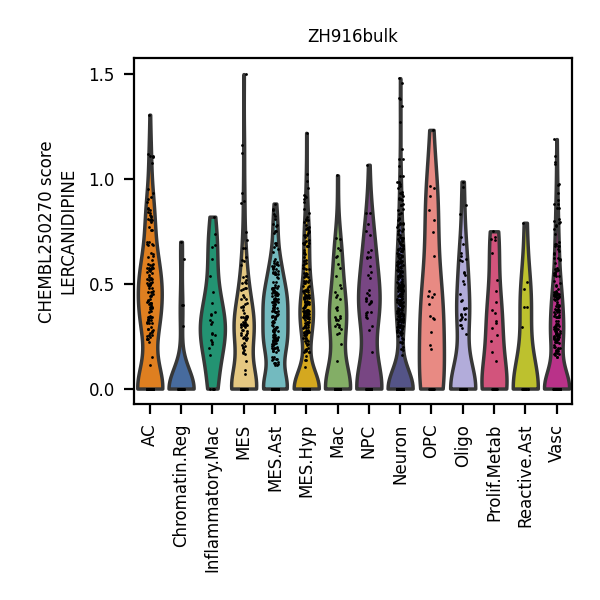 ZH916bulk
CHEMBL250270 score
LERCANIDIPINE
1.5
1.0
0.5
0.0
AC
Chromatin.Reg
Inflammatory.Mac
MES
MES.Ast
MES.Hyp
Mac
NPC
Neuron
OPC
Oligo
Prolif.Metab
Reactive.Ast
Vasc